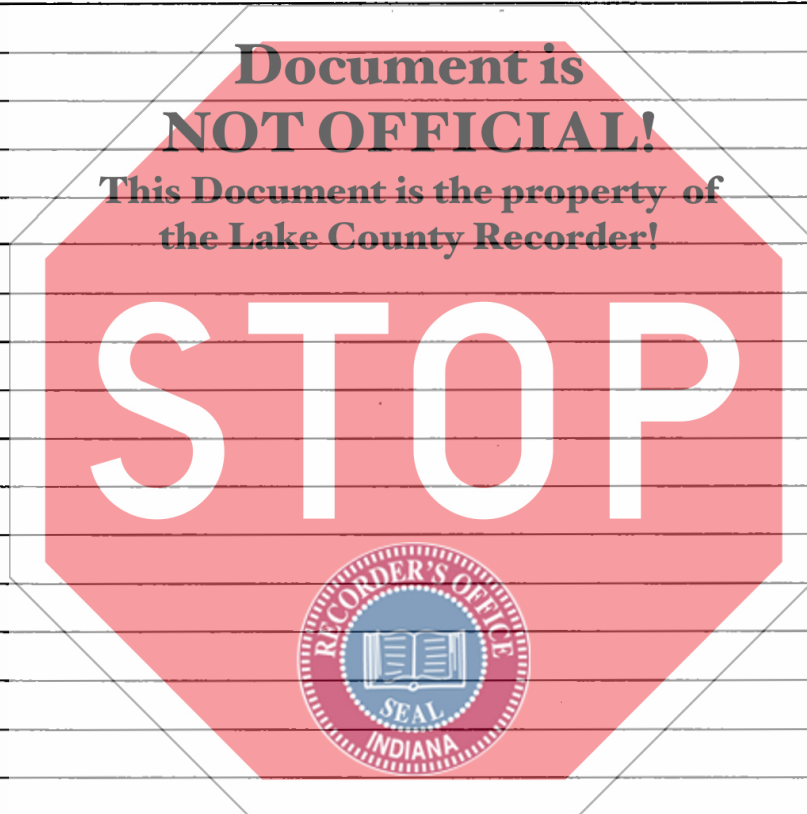 Document is
NOT OFFICIAL!
This Document is the property of
the Lake County Recorder!
STOP
RECORDER'S OFFICE
SEAL
INDIANA